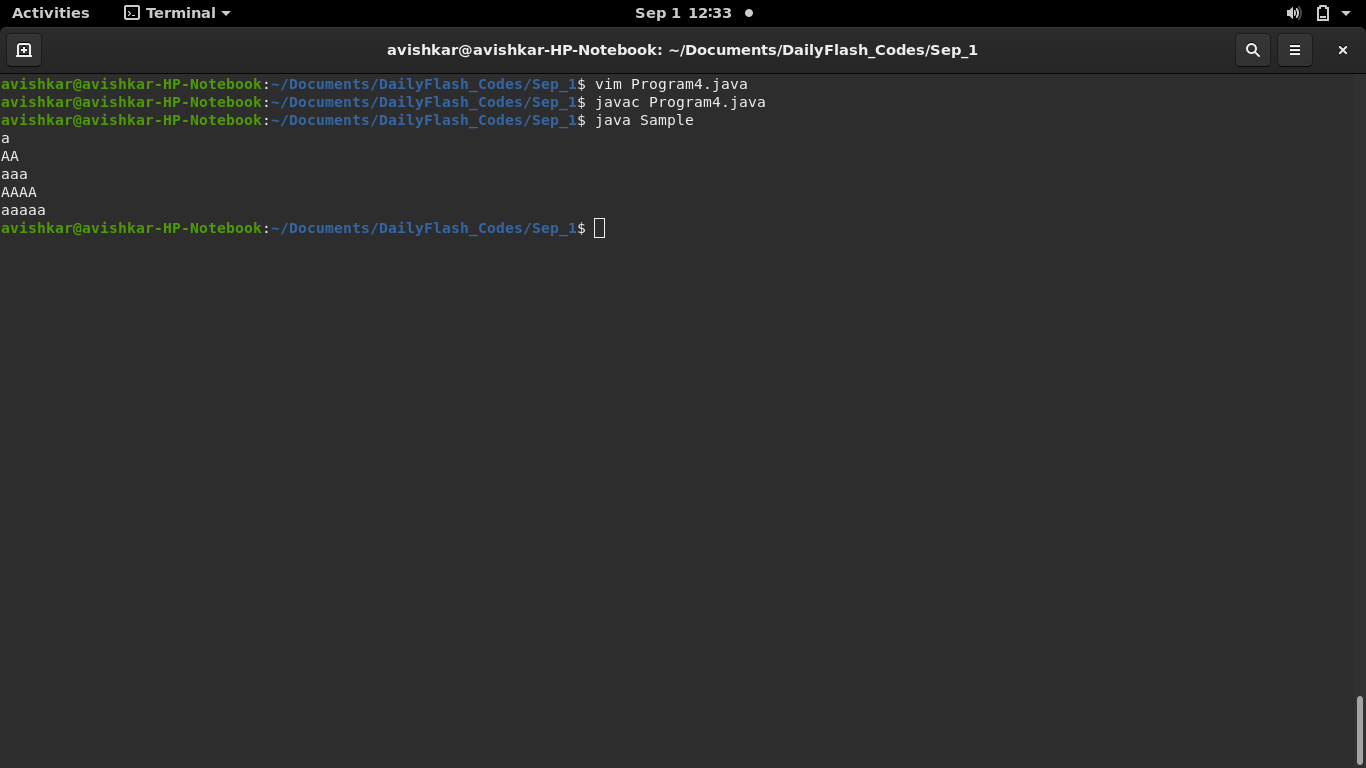 Activities Terminal Sep 1 12:33
avishkar@avishkar-HP-Notebook: ~/Documents/DailyFlash_Codes/Sep_1
avishkar@avishkar-HP-Notebook:~/Documents/DailyFlash_Codes/Sep_1$ vim Program4.java
avishkar@avishkar-HP-Notebook:~/Documents/DailyFlash_Codes/Sep_1$ javac Program4.java
avishkar@avishkar-HP-Notebook:~/Documents/DailyFlash_Codes/Sep_1$ java Sample
a
AA
aaa
AAAA
aaaaa
avishkar@avishkar-HP-Notebook:~/Documents/DailyFlash_Codes/Sep_1$